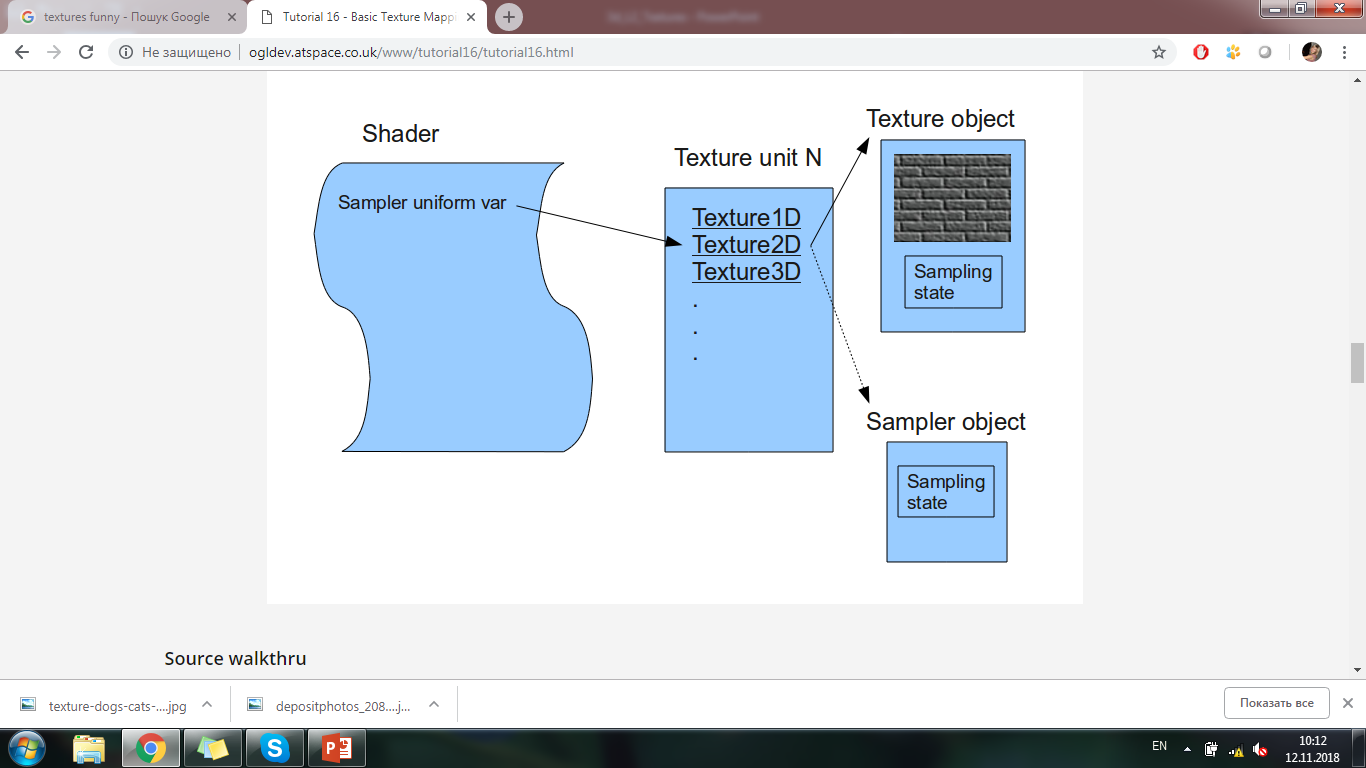 textures funny - Пошук Google
Tutorial 16 - Basic Texture Mapp
Не защищено
ogldev.atspace.co.uk/www/tutorial16/tutorial16.html
Shader
Sampler uniform var
Texture unit N
Texture1D
Texture2D
Texture3D
.
.
.
Texture object
Sampling
state
Sampler object
Sampling
state
Source walkthru
texture-dogs-cats-....jpg
depositphotos_208....j...
Показать все
EN
10:12
12.11.2018